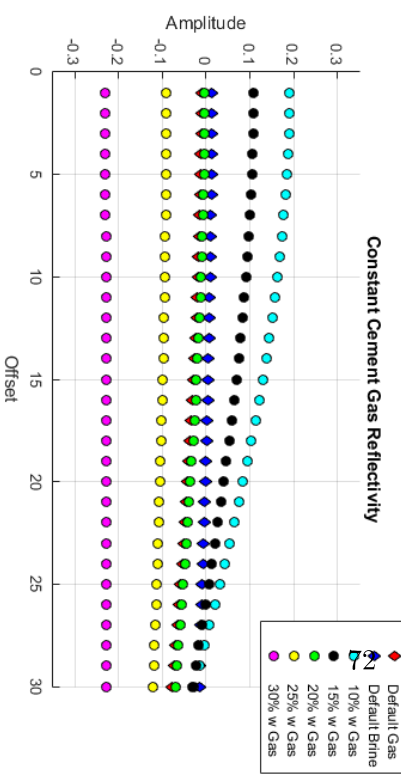 Constant Cement Gas Reflectivity
Amplitude
0.3
0.2
0.1
0
-0.1
-0.2
-0.3
0
5
10
15
20
25
30
Offset
Default Gas
Default Brine
10% w Gas
15% w Gas
20% w Gas
25% w Gas
30% w Gas
72